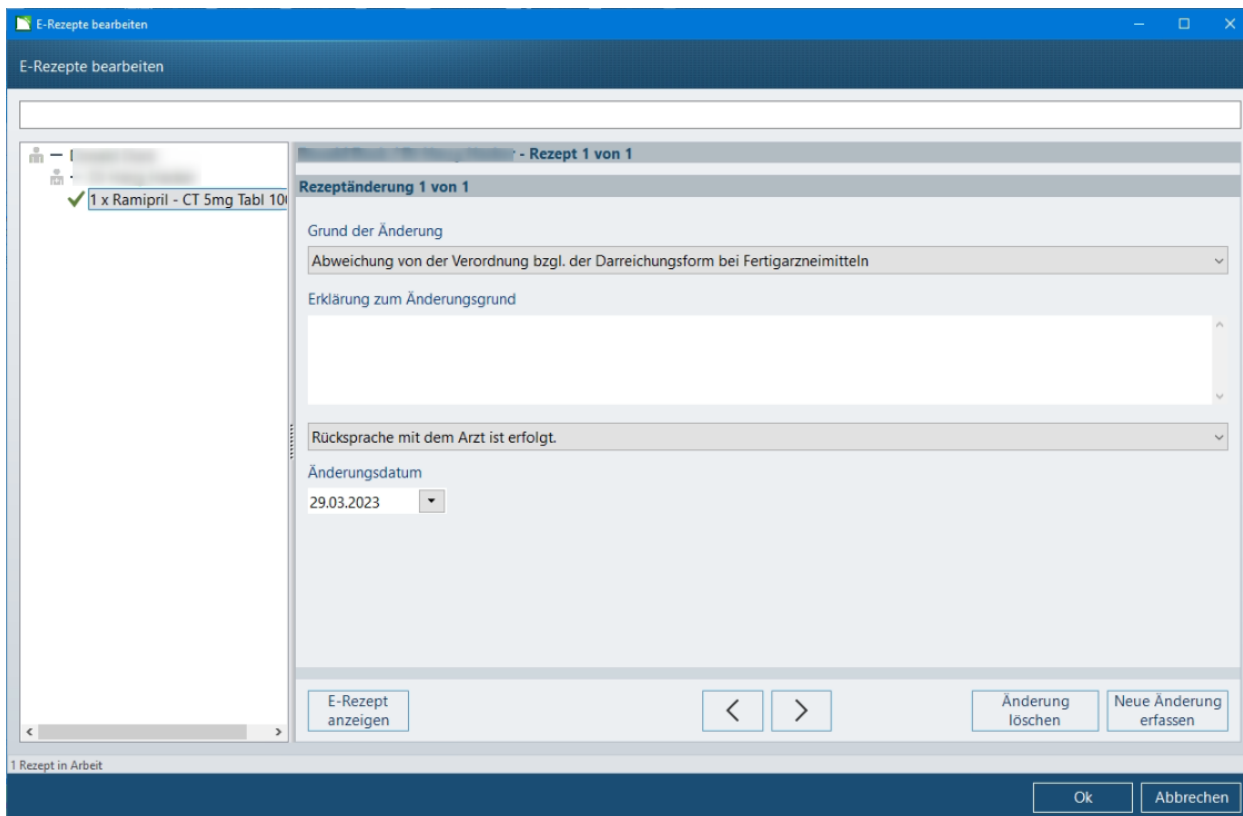 E-Rezepte bearbeiten
E-Rezepte bearbeiten
- Rezept 1 von 1
1 x Ramipril - CT 5mg Tabl 10
Rezeptänderung 1 von 1
Grund der Änderung
Abweichung von der Verordnung bzgl. der Darreichungsform bei Fertigarzneimitteln
Erklärung zum Änderungsgrund
Rücksprache mit dem Arzt ist erfolgt.
Änderungsdatum
29.03.2023
E-Rezept
anzeigen
Änderung
löschen
Neue Änderung
erfassen
1 Rezept in Arbeit
Ok
Abbrechen